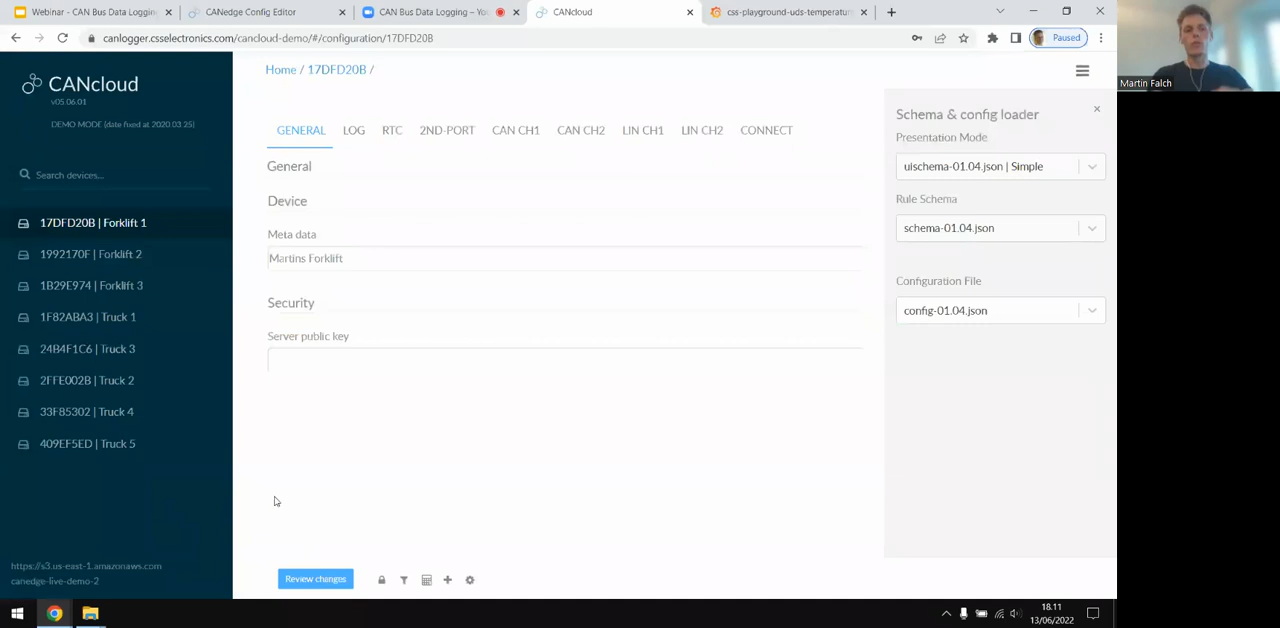 Webinar - CAN Bus Data Logging
CANedge Config Editor
CAN Bus Data Logging – Yo
CANcloud
css-playground-uds-temperatur
canlogger.csselectronics.com/cancloud-demo/#/configuration/17DFD20B
Paused
Martin Falch
CANcloud
v05.06.01
DEMO MODE (date fixed at 2020.03.25)
Search devices...
17DFD20B | Forklift 1
1992170F | Forklift 2
1B29E974 | Forklift 3
1F82ABA3 | Truck 1
24B4F1C6 | Truck 3
2FFE002B | Truck 2
33F85302 | Truck 4
409EF5ED | Truck 5
https://s3.us-east-1.amazonaws.com
canedge-live-demo-2
Home / 17DFD20B /
GENERAL LOG RTC 2ND-PORT CAN CH1 CAN CH2 LIN CH1 LIN CH2 CONNECT
General
Device
Meta data
Martins Forklift
Security
Server public key
Review changes
Schema & config loader
Presentation Mode
uischema-01.04.json | Simple
Rule Schema
schema-01.04.json
Configuration File
config-01.04.json
18.11
13/06/2022